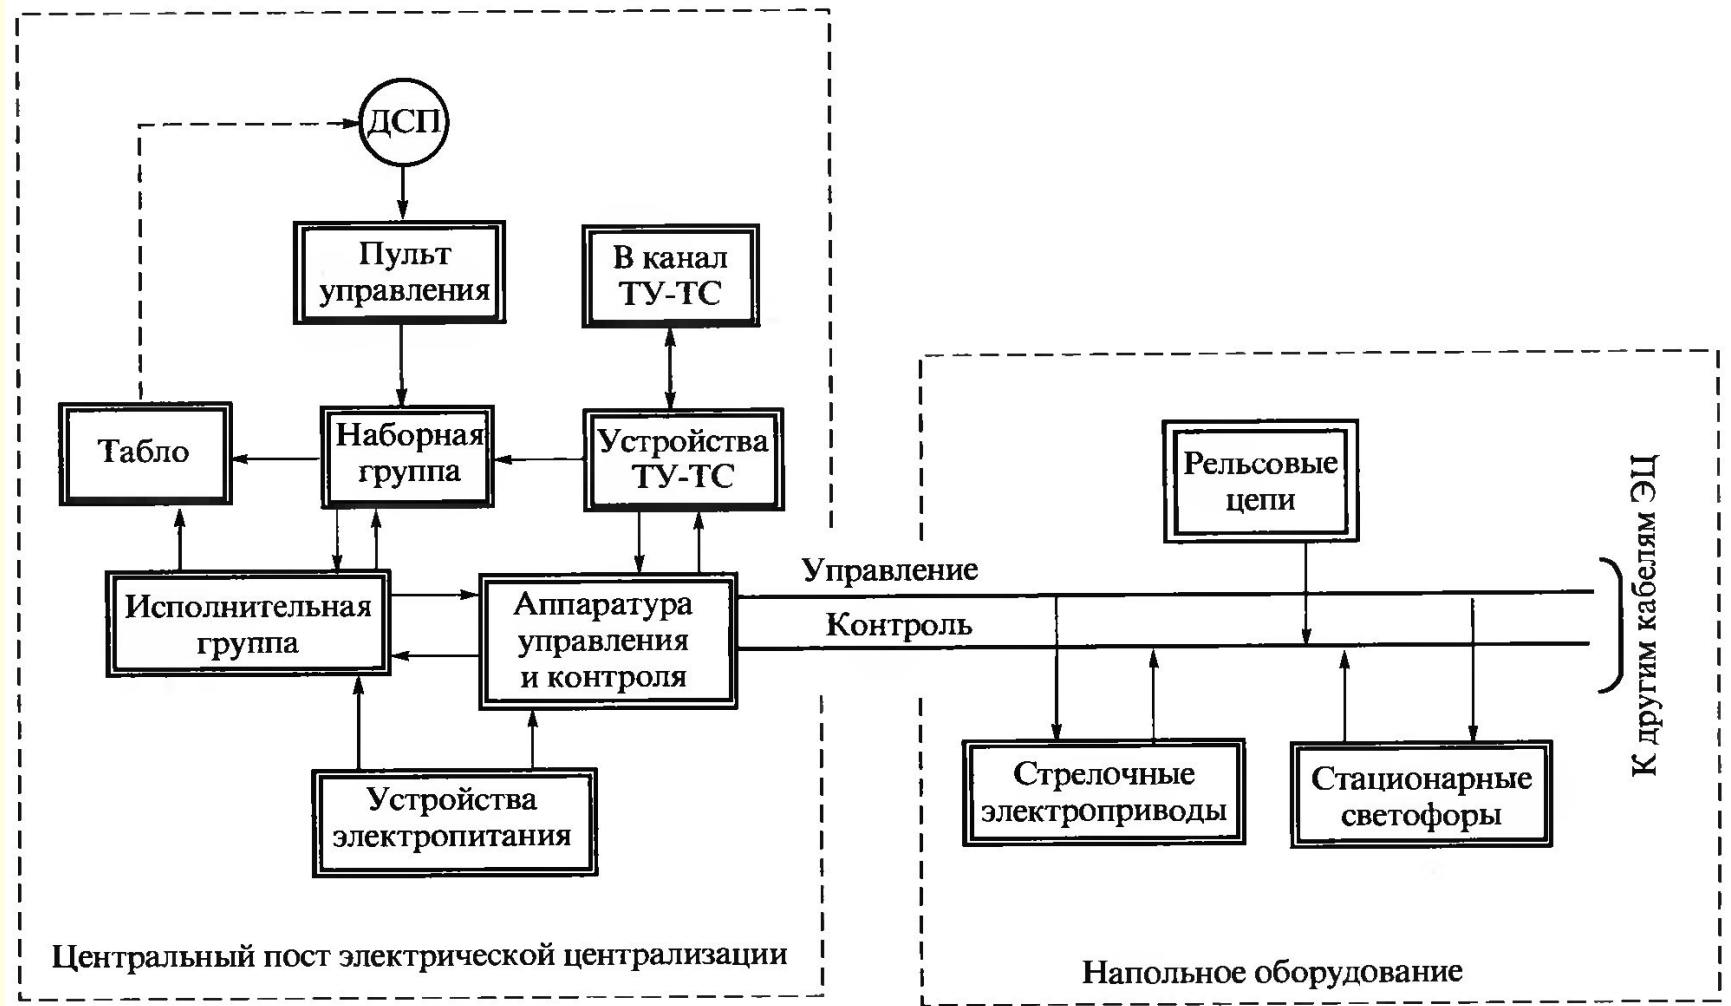 ДСП
Пульт
управления
В канал
ТУ-ТС
Табло
Наборная
группа
Устройства
ТУ-ТС
Исполнительная
группа
Аппаратура
управления
и контроля
Устройства
электропитания
Центральный пост электрической централизации
Управление
Контроль
Рельсовые
цепи
Стрелочные
электроприводы
Стационарные
светофоры
К другим кабелям ЭЦ
Напольное оборудование